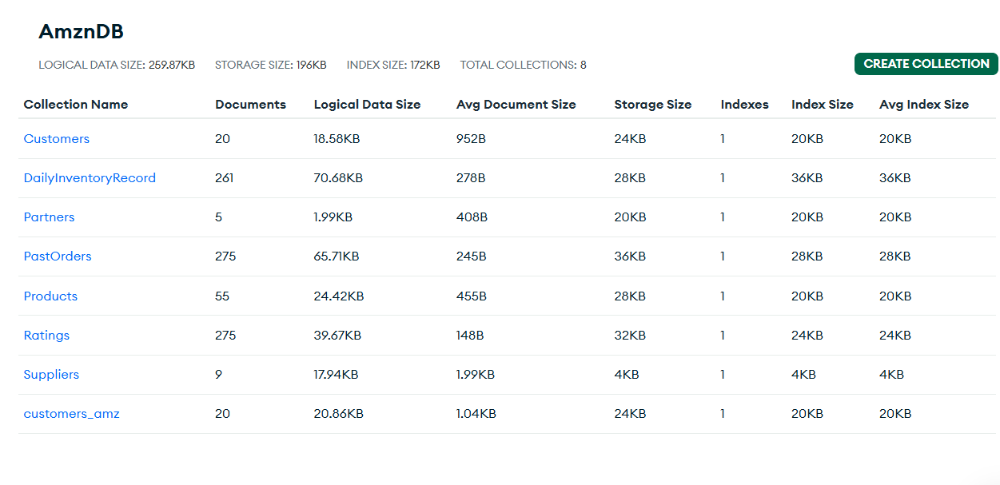 AmznDB
LOGICAL DATA SIZE: 259.87KB STORAGE SIZE: 196KB INDEX SIZE: 172KB TOTAL COLLECTIONS: 8 CREATE COLLECTION
Collection Name Documents Logical Data Size Avg Document Size Storage Size Indexes Index Size Avg Index Size
Customers 20 18.58KB 952B 24KB 1 20KB 20KB
DailyInventoryRecord 261 70.68KB 278B 28KB 1 36KB 36KB
Partners 5 1.99KB 408B 20KB 1 20KB 20KB
PastOrders 275 65.71KB 245B 36KB 1 28KB 28KB
Products 55 24.42KB 455B 28KB 1 20KB 20KB
Ratings 275 39.67KB 148B 32KB 1 24KB 24KB
Suppliers 9 17.94KB 1.99KB 4KB 1 4KB 4KB
customers_amz 20 20.86KB 1.04KB 24KB 1 20KB 20KB